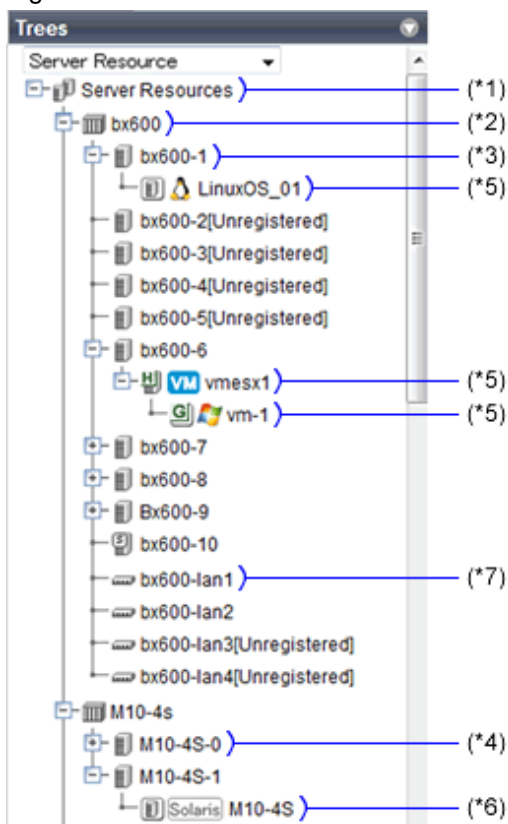 Trees
Server Resource
Server Resources (*1)
bx600 (*2)
bx600-1 (*3)
LinuxOS_01 (*5)
bx600-2[Unregistered]
bx600-3[Unregistered]
bx600-4[Unregistered]
bx600-5[Unregistered]
bx600-6
H VM vmesx1 (*5)
G vm-1 (*5)
bx600-7
bx600-8
Bx600-9
S bx600-10
bx600-lan1 (*7)
bx600-lan2
bx600-lan3[Unregistered]
bx600-lan4[Unregistered]
M10-4s
M10-4S-0 (*4)
M10-4S-1
Solaris M10-4S (*6)